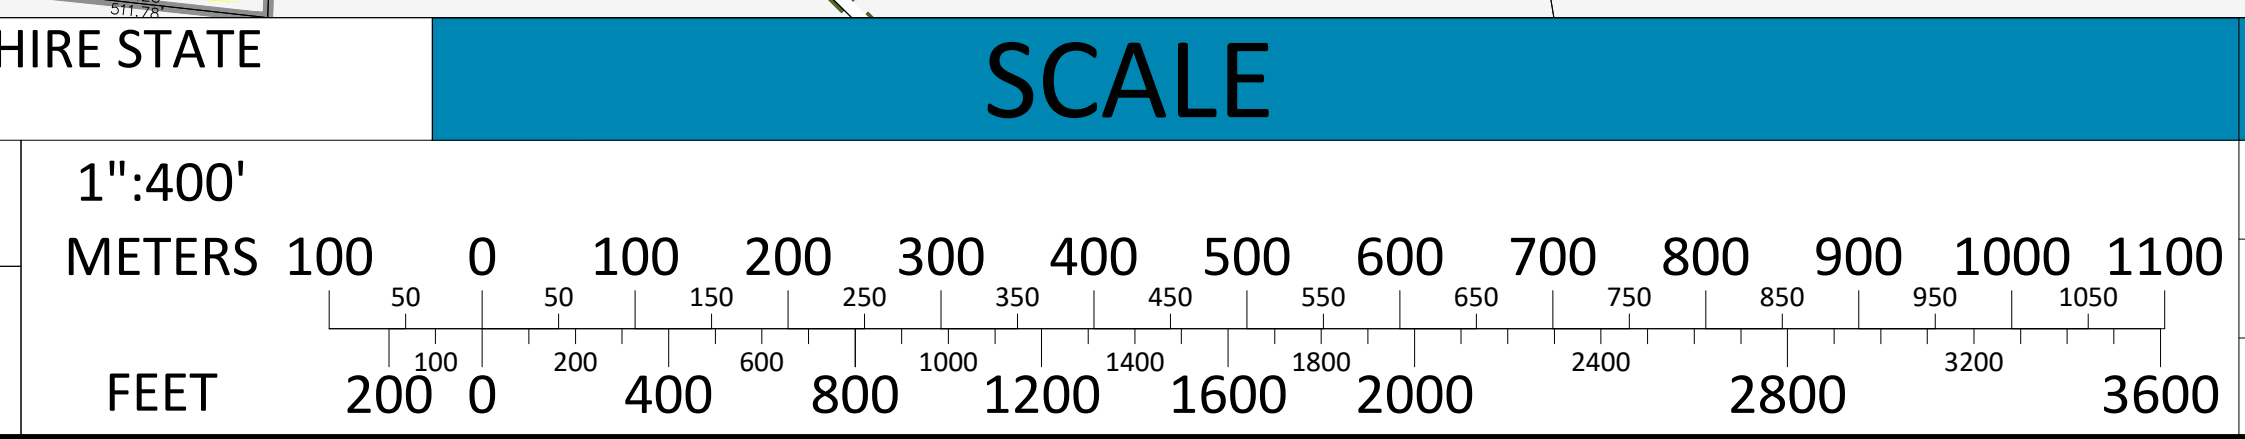 511.78'
HIRE STATE
SCALE
1":400'
METERS 100 0 100 200 300 400 500 600 700 800 900 1000 1100
50 50 150 250 350 450 550 650 750 850 950 1050
100 200 600 1000 1400 1800 2400 3200
FEET 200 0 400 800 1200 1600 2000 2800 3600